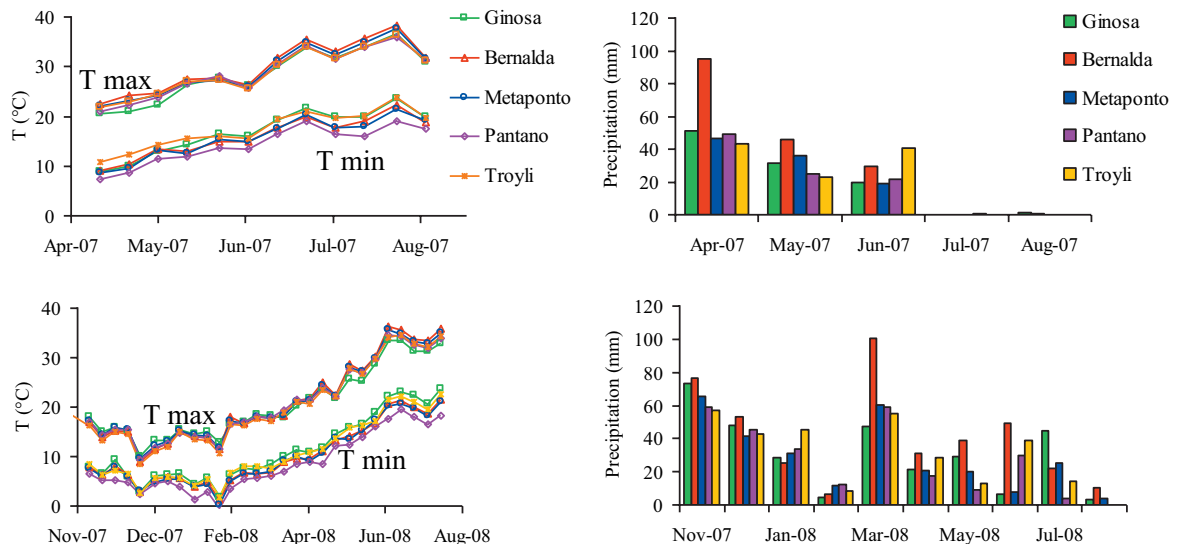 40
30
20
10
0
T (°C)
T max
T min
Apr-07 May-07 Jun-07 Jul-07 Aug-07
Ginosa
Bernalda
Metaponto
Pantano
Troyli
120
100
80
60
40
20
0
Precipitation (mm)
Apr-07 May-07 Jun-07 Jul-07 Aug-07
Ginosa
Bernalda
Metaponto
Pantano
Troyli
40
30
20
10
0
T (°C)
T max
T min
Nov-07 Dec-07 Feb-08 Apr-08 Jun-08 Aug-08
120
100
80
60
40
20
0
Precipitation (mm)
Nov-07 Jan-08 Mar-08 May-08 Jul-08